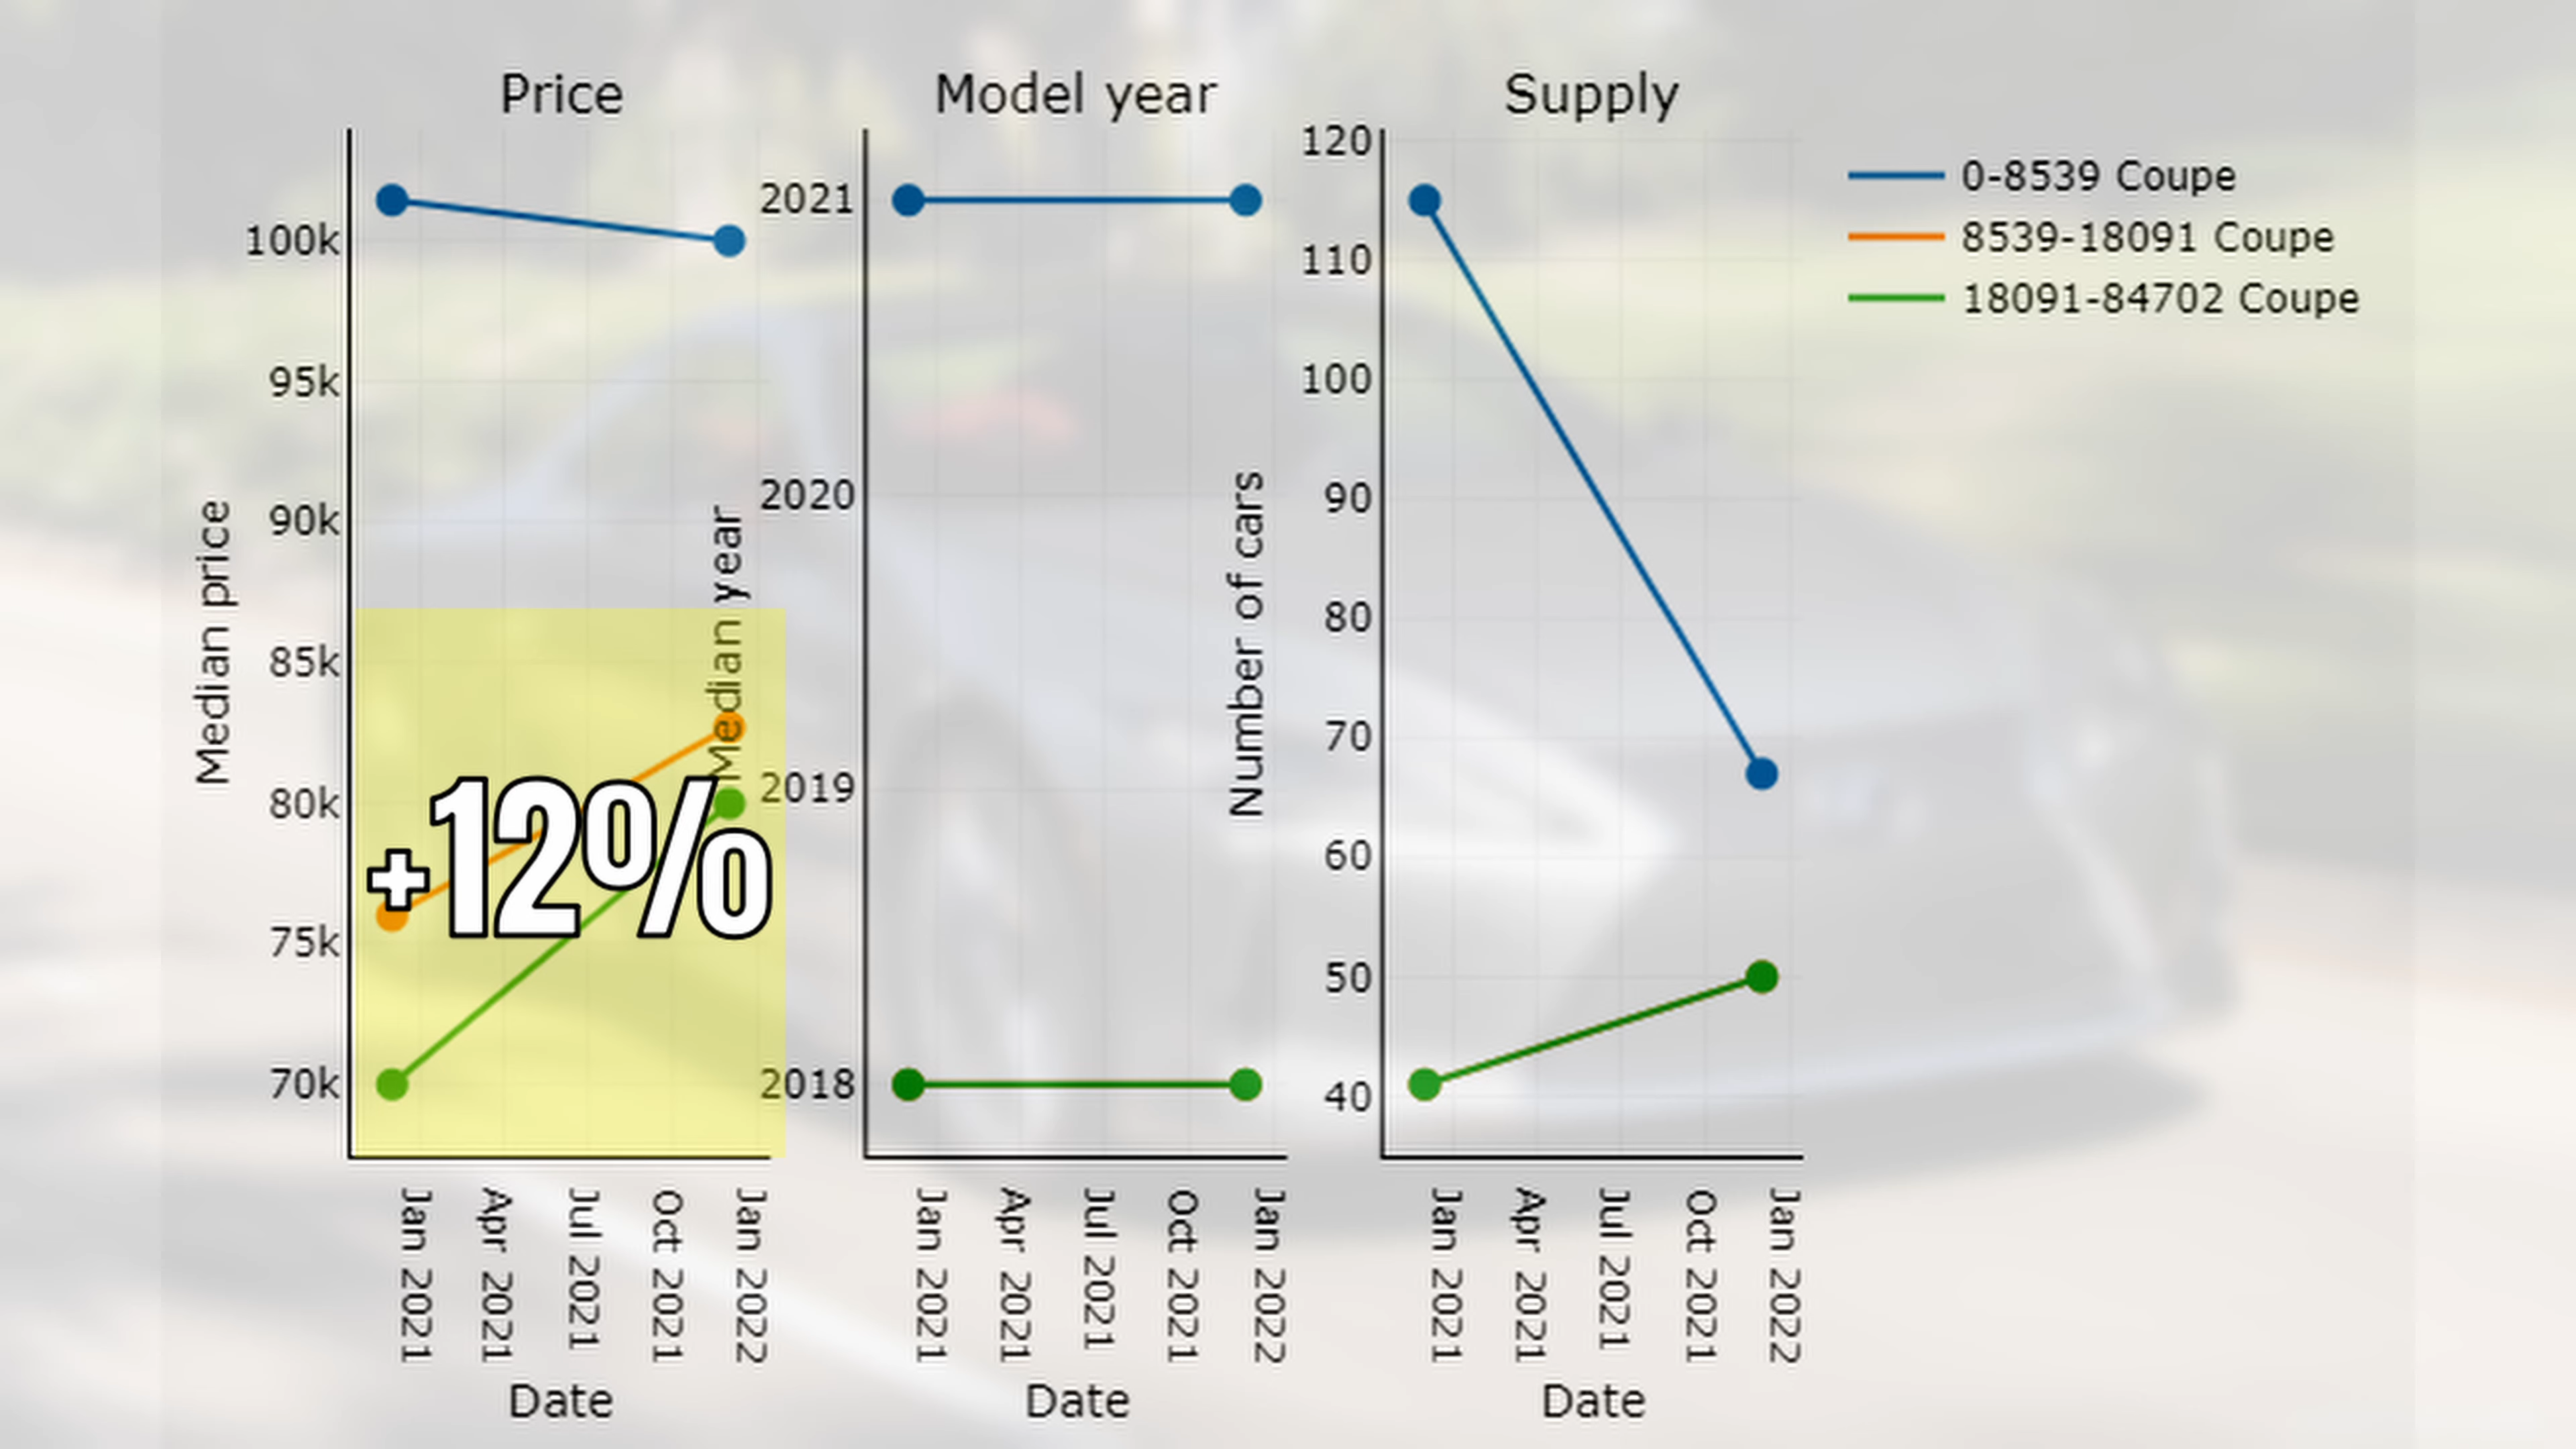 Price
Model year
Supply
Median price
100k
95k
90k
85k
80k
75k
70k
+12%
Jan 2021
Apr 2021
Jul 2021
Oct 2021
Jan 2022
Date
Median year
2021
2020
2019
2018
Jan 2021
Apr 2021
Jul 2021
Oct 2021
Jan 2022
Date
Number of cars
120
110
100
90
80
70
60
50
40
Jan 2021
Apr 2021
Jul 2021
Oct 2021
Jan 2022
Date
0-8539 Coupe
8539-18091 Coupe
18091-84702 Coupe